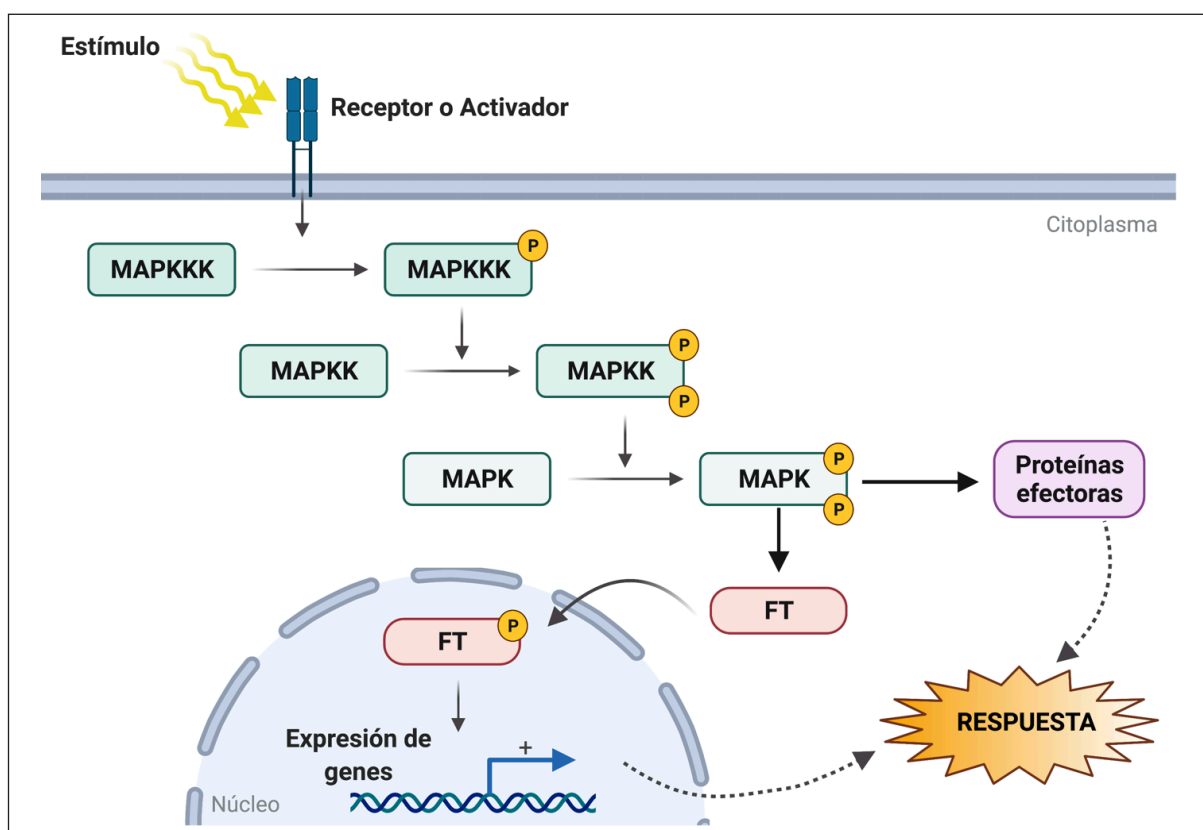 Estímulo
Receptor o Activador
Citoplasma
MAPKKK
MAPKKK
P
MAPKK
MAPKK
P
P
MAPK
MAPK
P
P
Proteínas
efectoras
FT
FT
P
RESPUESTA
Expresión de
genes
+
Núcleo